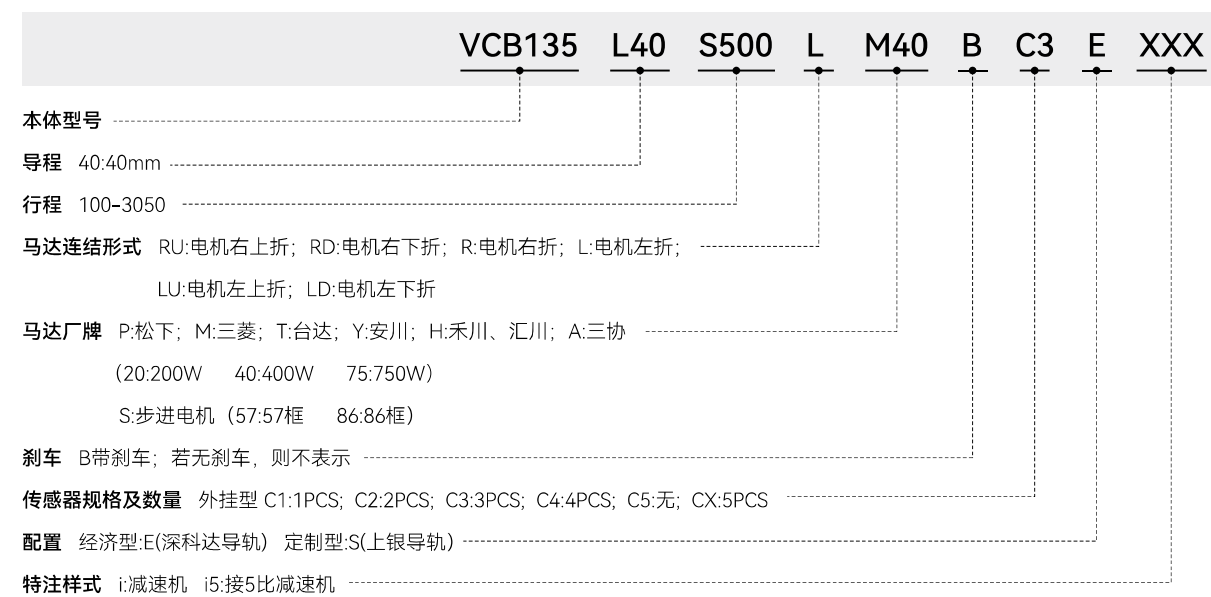 VCB135 L40 S500 L M40 B C3 E XXX
本体型号
导程 40:40mm
行程 100-3050
马达连结形式 RU:电机右上折；RD:电机右下折；R:电机右折；L:电机左折；
LU:电机左上折；LD:电机左下折
马达厂牌 P:松下；M:三菱；T:台达；Y:安川；H:禾川、汇川；A:三协
（20:200W 40:400W 75:750W）
S:步进电机（57:57框 86:86框）
刹车 B带刹车；若无刹车，则不表示
传感器规格及数量 外挂型 C1:1PCS; C2:2PCS; C3:3PCS; C4:4PCS; C5:无; CX:5PCS
配置 经济型:E(深科达导轨) 定制型:S(上银导轨)
特注样式 i:减速机 i5:接5比减速机